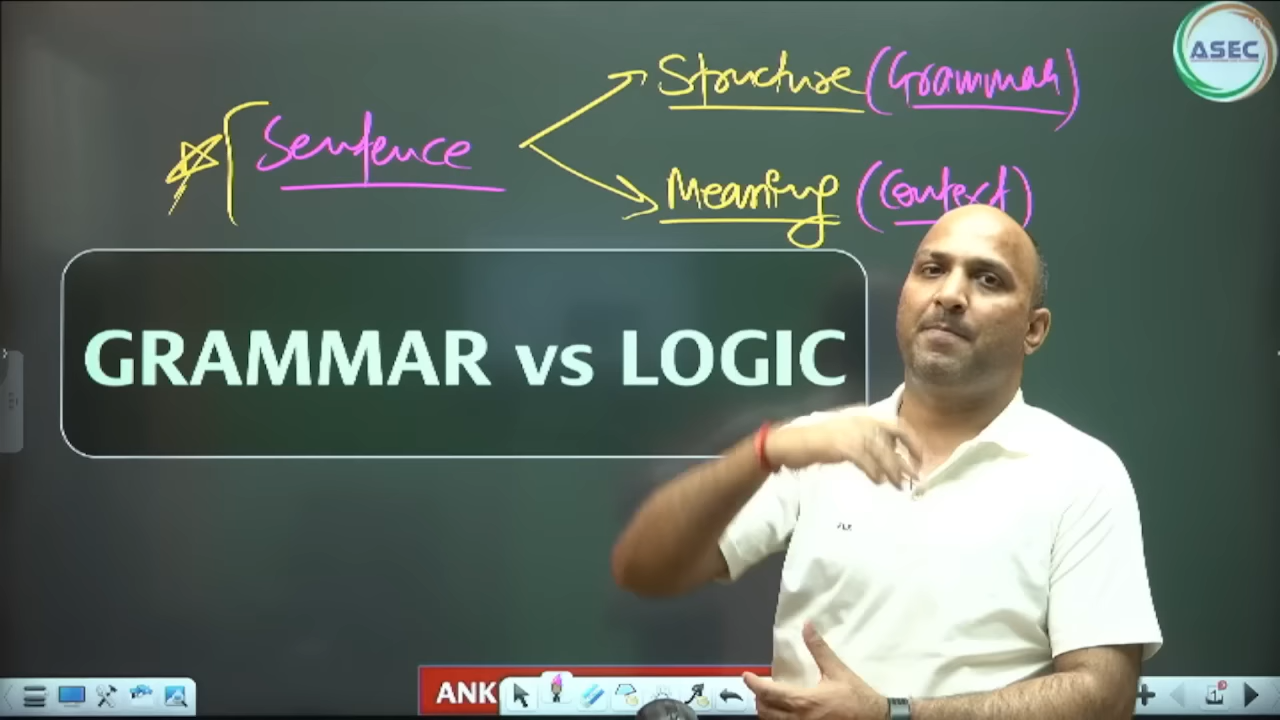 ASEC
Structure (Grammar)
Sentence
Meaning (Context)
GRAMMAR vs LOGIC
ANK